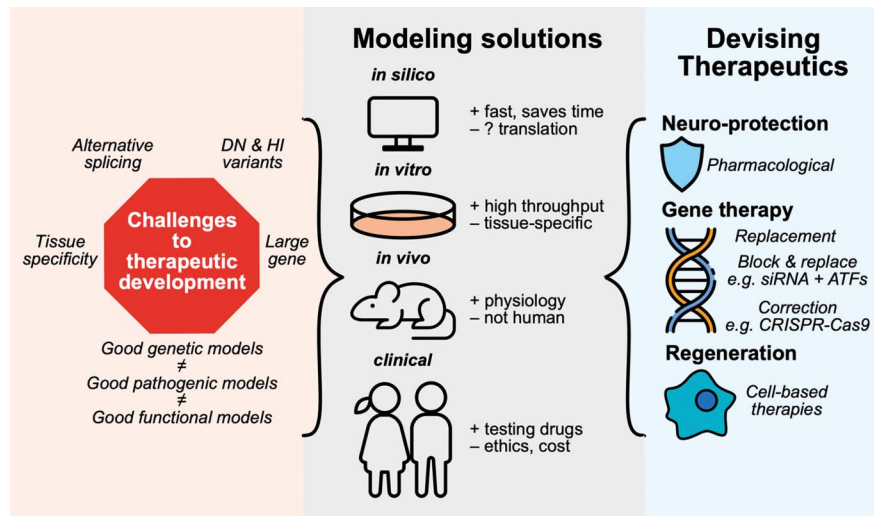 Alternative
splicing
DN & HI
variants
Tissue
specificity
Challenges
to
therapeutic
development
Large
gene
Good genetic models
≠
Good pathogenic models
≠
Good functional models
Modeling solutions
in silico
+ fast, saves time
– ? translation
in vitro
+ high throughput
– tissue-specific
in vivo
+ physiology
– not human
clinical
+ testing drugs
– ethics, cost
Devising
Therapeutics
Neuro-protection
Pharmacological
Gene therapy
Replacement
Block & replace
e.g. siRNA + ATFs
Correction
e.g. CRISPR-Cas9
Regeneration
Cell-based
therapies